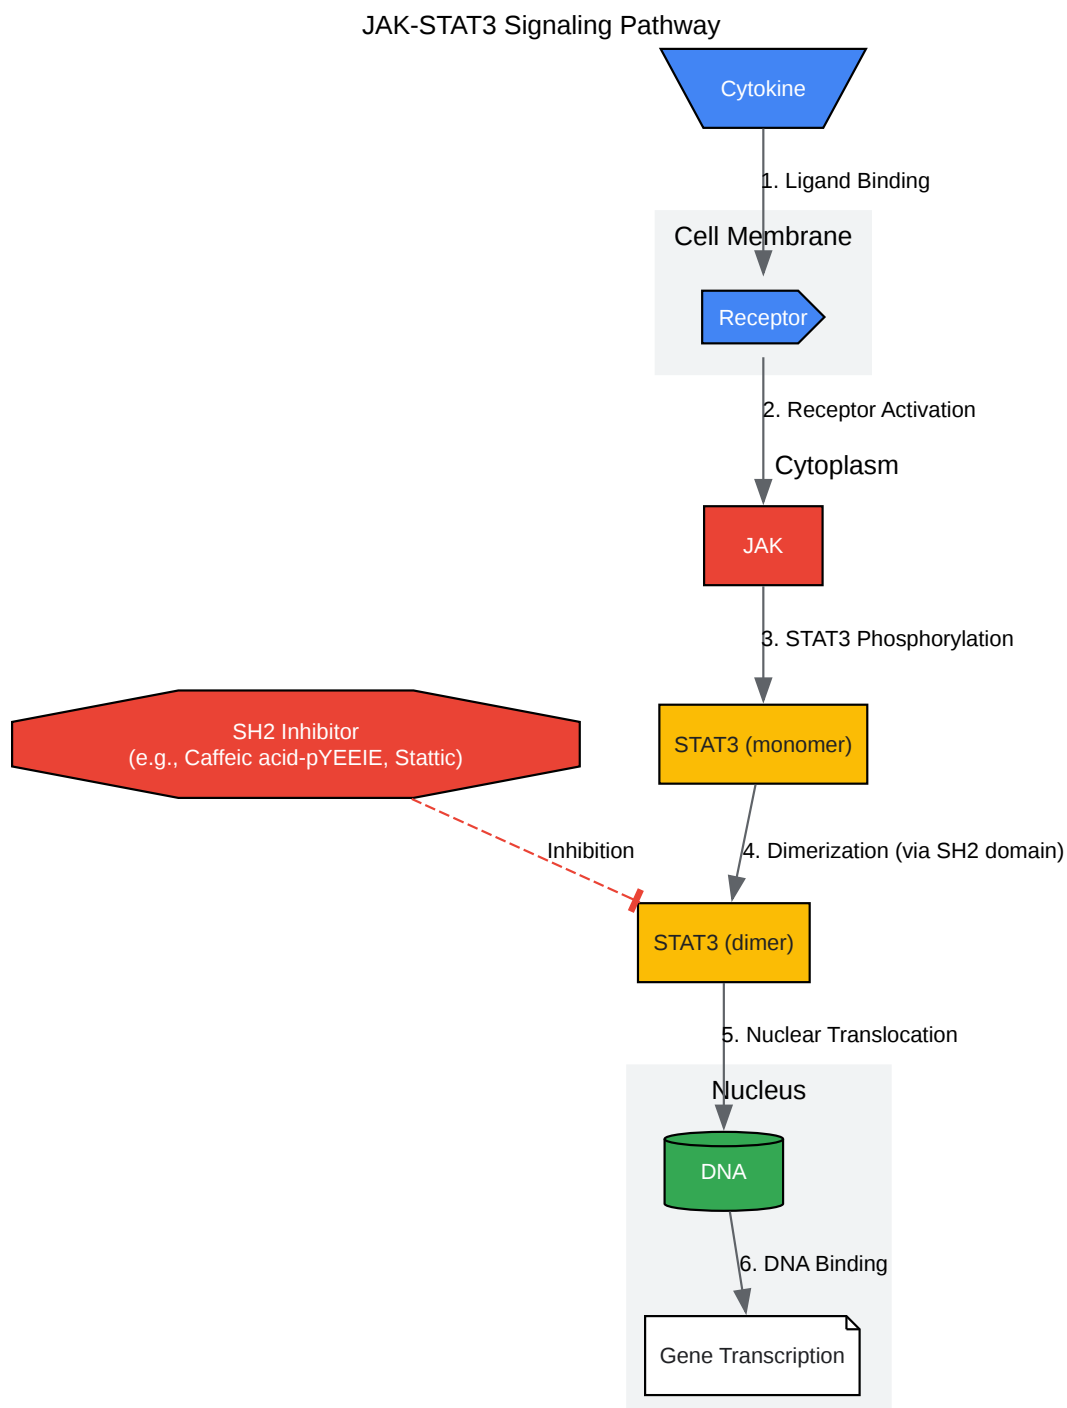 JAK-STAT3 Signaling Pathway
Cytokine
1. Ligand Binding
Cell Membrane
Receptor
2. Receptor Activation
Cytoplasm
JAK
3. STAT3 Phosphorylation
SH2 Inhibitor
(e.g., Caffeic acid-pYEEIE, Stattic)
STAT3 (monomer)
Inhibition
4. Dimerization (via SH2 domain)
STAT3 (dimer)
5. Nuclear Translocation
Nucleus
DNA
6. DNA Binding
Gene Transcription